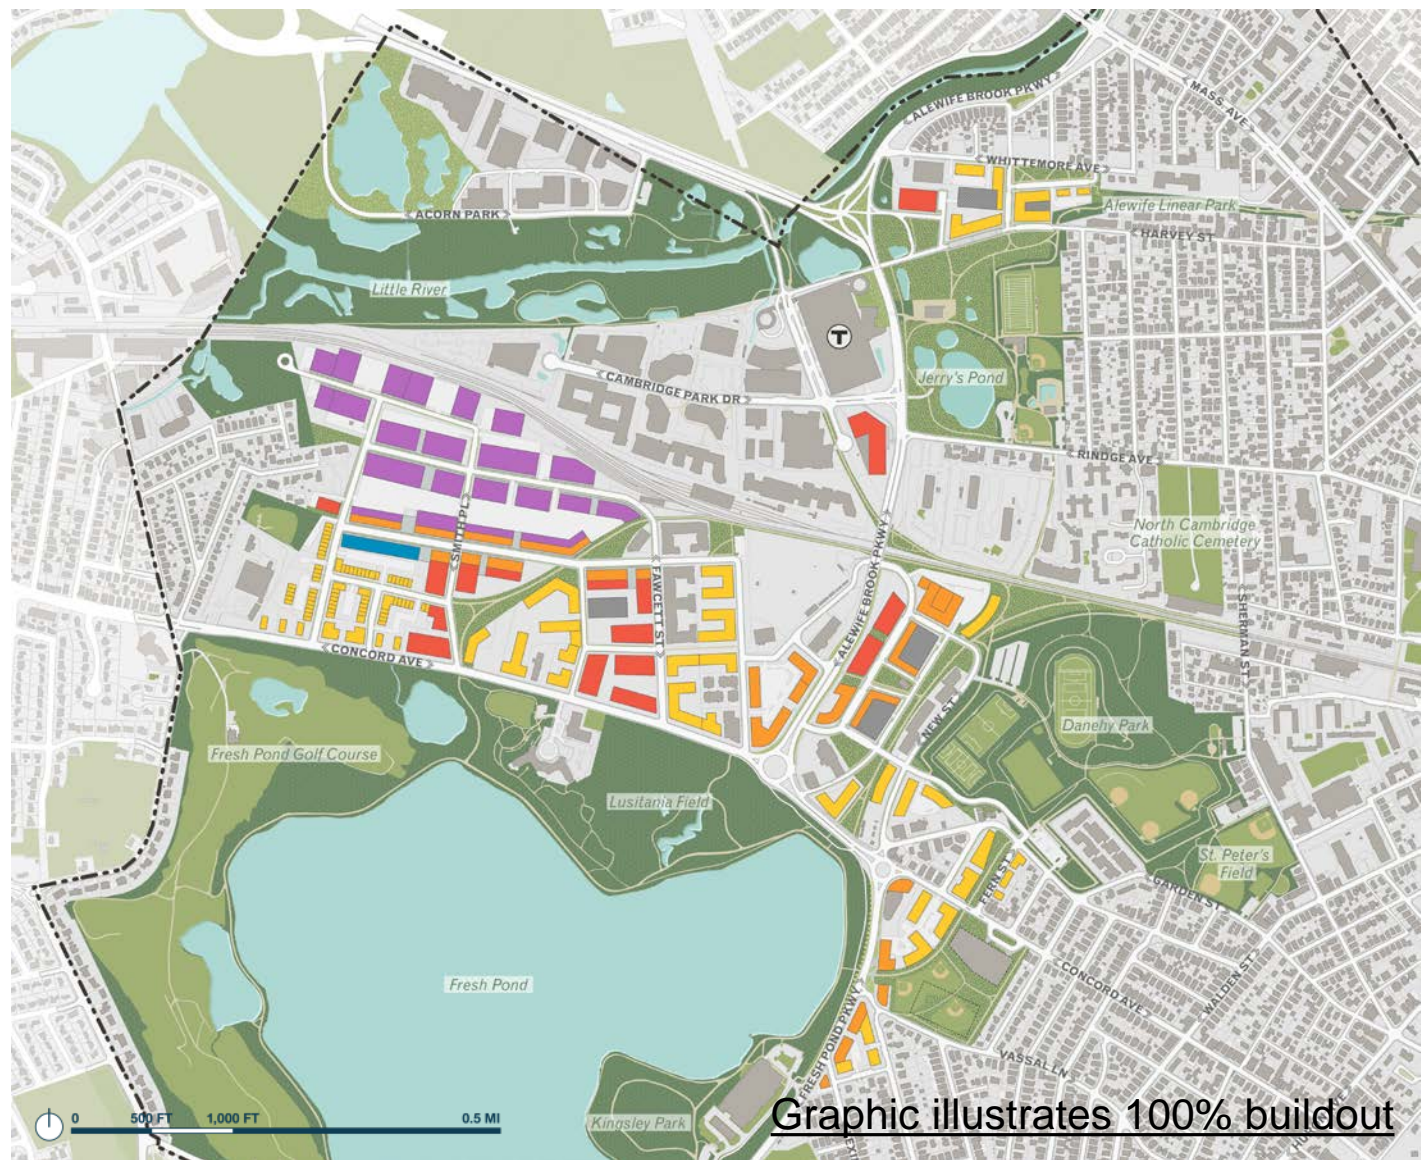 ALEWIFE BROOK PKWY
MASS. AVE
WHITTEMORE AVE
Alewife Linear Park
ACORN PARK
HARVEY ST
Little River
T
CAMBRIDGE PARK DR
Jerry's Pond
RINDGE AVE
North Cambridge
Catholic Cemetery
SMITH PL
FAWCETT ST
ALEWIFE BROOK PKWY
SHERMAN ST
CONCORD AVE
NEW ST
Danehy Park
Fresh Pond Golf Course
Lusitania Field
St. Peter's
Field
FERN ST
GARDEN ST
Fresh Pond
CONCORD AVE
WALDEN ST
FRESH POND PKWY
VASSAL LN
Kingsley Park
0 500 FT 1,000 FT 0.5 MI
Graphic illustrates 100% buildout